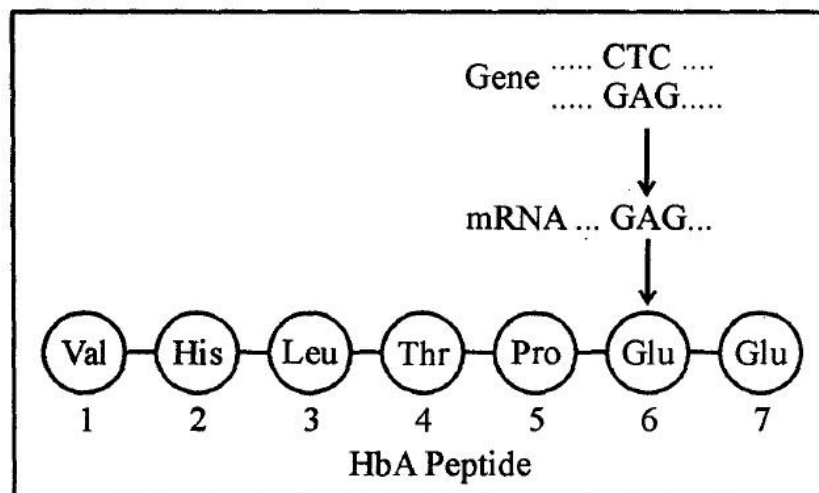 Gene ..... CTC ....
..... GAG.....
mRNA ... GAG...
Val His Leu Thr Pro Glu Glu
1 2 3 4 5 6 7
HbA Peptide